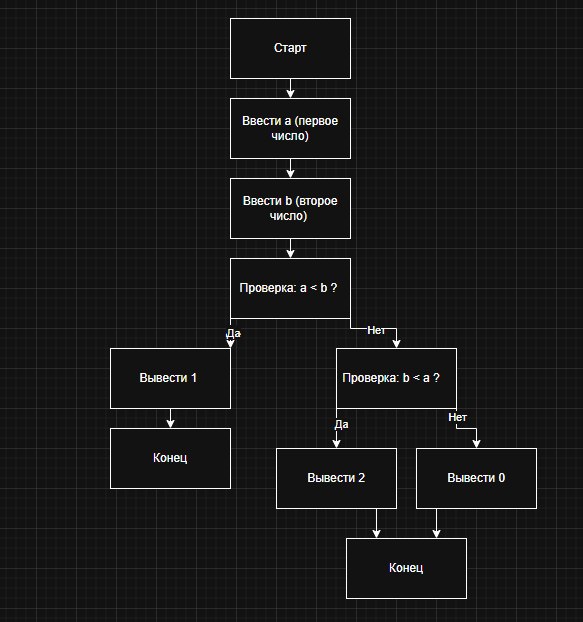 Старт
Ввести a (первое
число)
Ввести b (второе
число)
Проверка: a < b ?
Да
Нет
Вывести 1
Проверка: b < a ?
Конец
Да
Нет
Вывести 2
Вывести 0
Конец